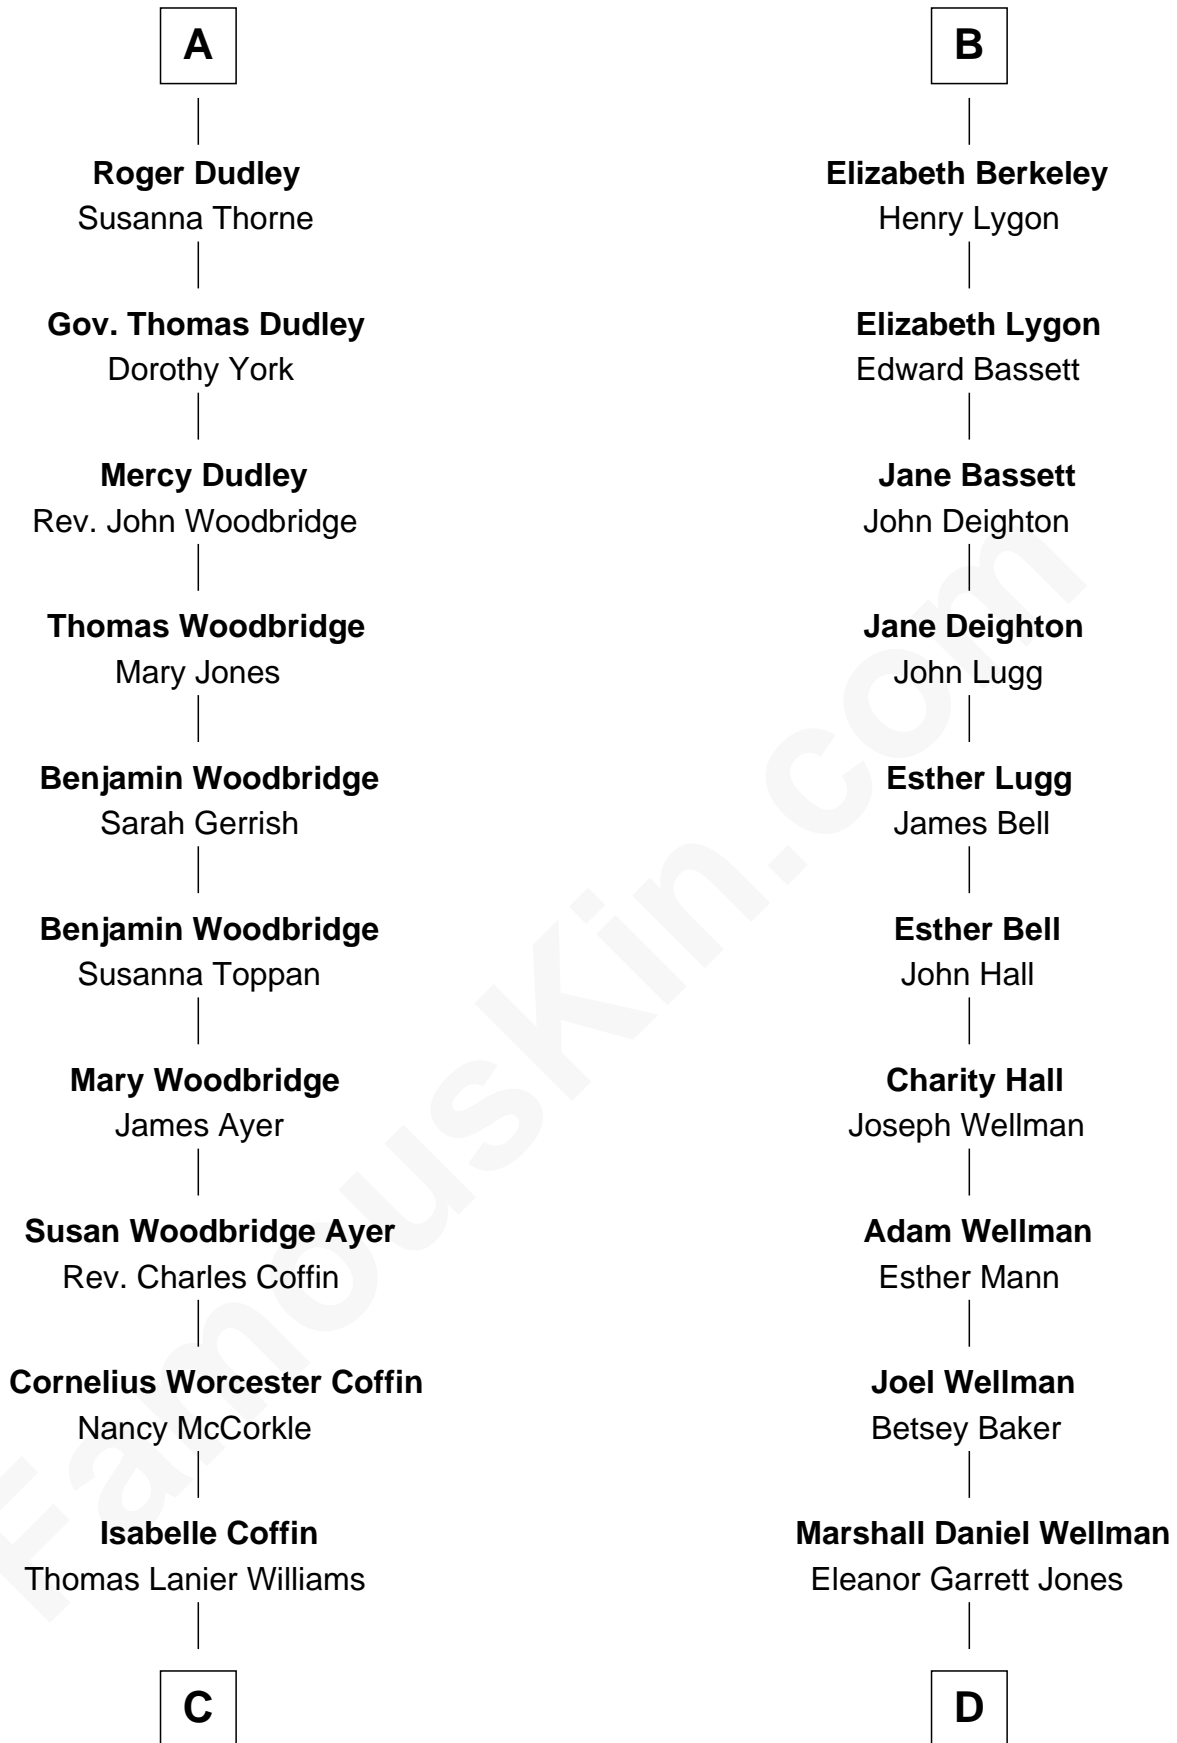 A
Roger Dudley
Susanna Thorne
Gov. Thomas Dudley
Dorothy York
Mercy Dudley
Rev. John Woodbridge
Thomas Woodbridge
Mary Jones
Benjamin Woodbridge
Sarah Gerrish
Benjamin Woodbridge
Susanna Toppan
Mary Woodbridge
James Ayer
Susan Woodbridge Ayer
Rev. Charles Coffin
Cornelius Worcester Coffin
Nancy McCorkle
Isabelle Coffin
Thomas Lanier Williams
C
B
Elizabeth Berkeley
Henry Lygon
Elizabeth Lygon
Edward Bassett
Jane Bassett
John Deighton
Jane Deighton
John Lugg
Esther Lugg
James Bell
Esther Bell
John Hall
Charity Hall
Joseph Wellman
Adam Wellman
Esther Mann
Joel Wellman
Betsey Baker
Marshall Daniel Wellman
Eleanor Garrett Jones
D
FamousKin.com